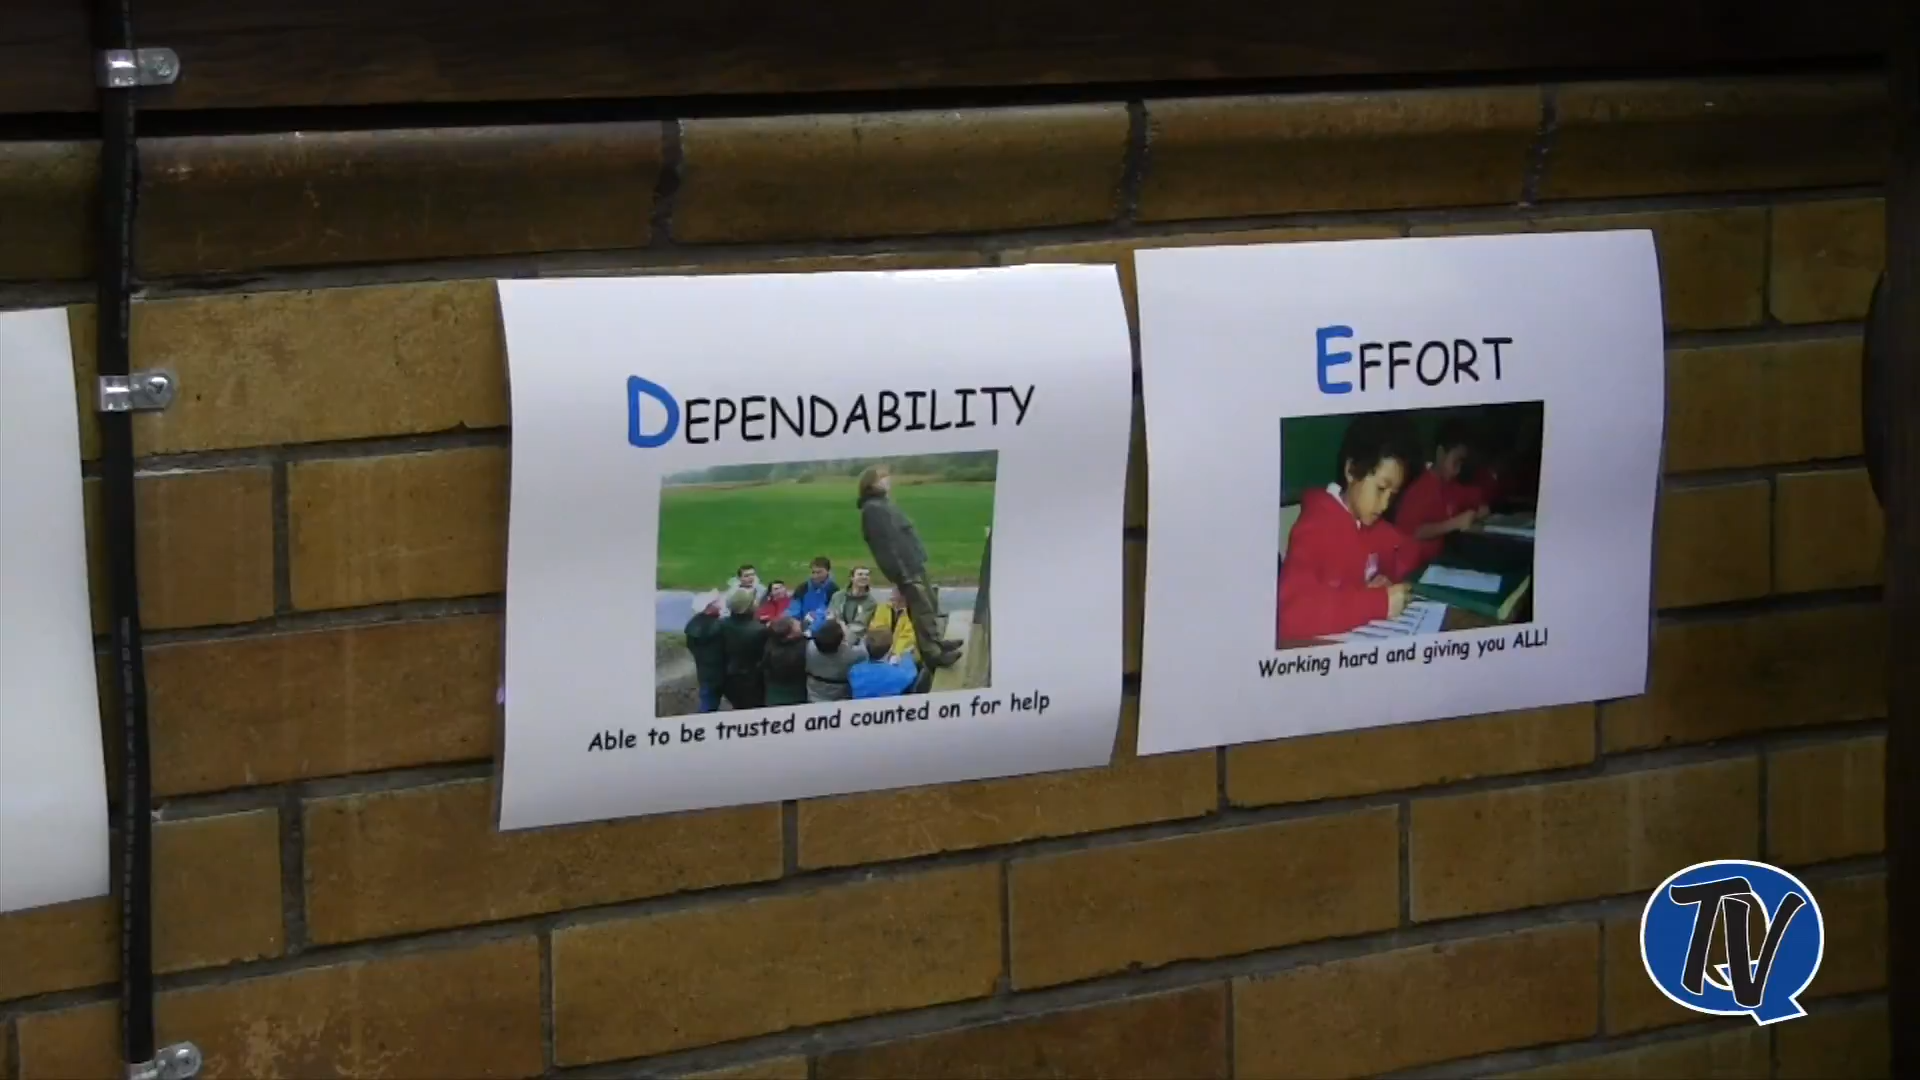 DEPENDABILITY
Able to be trusted and counted on for help
EFFORT
Working hard and giving you ALL!
TV